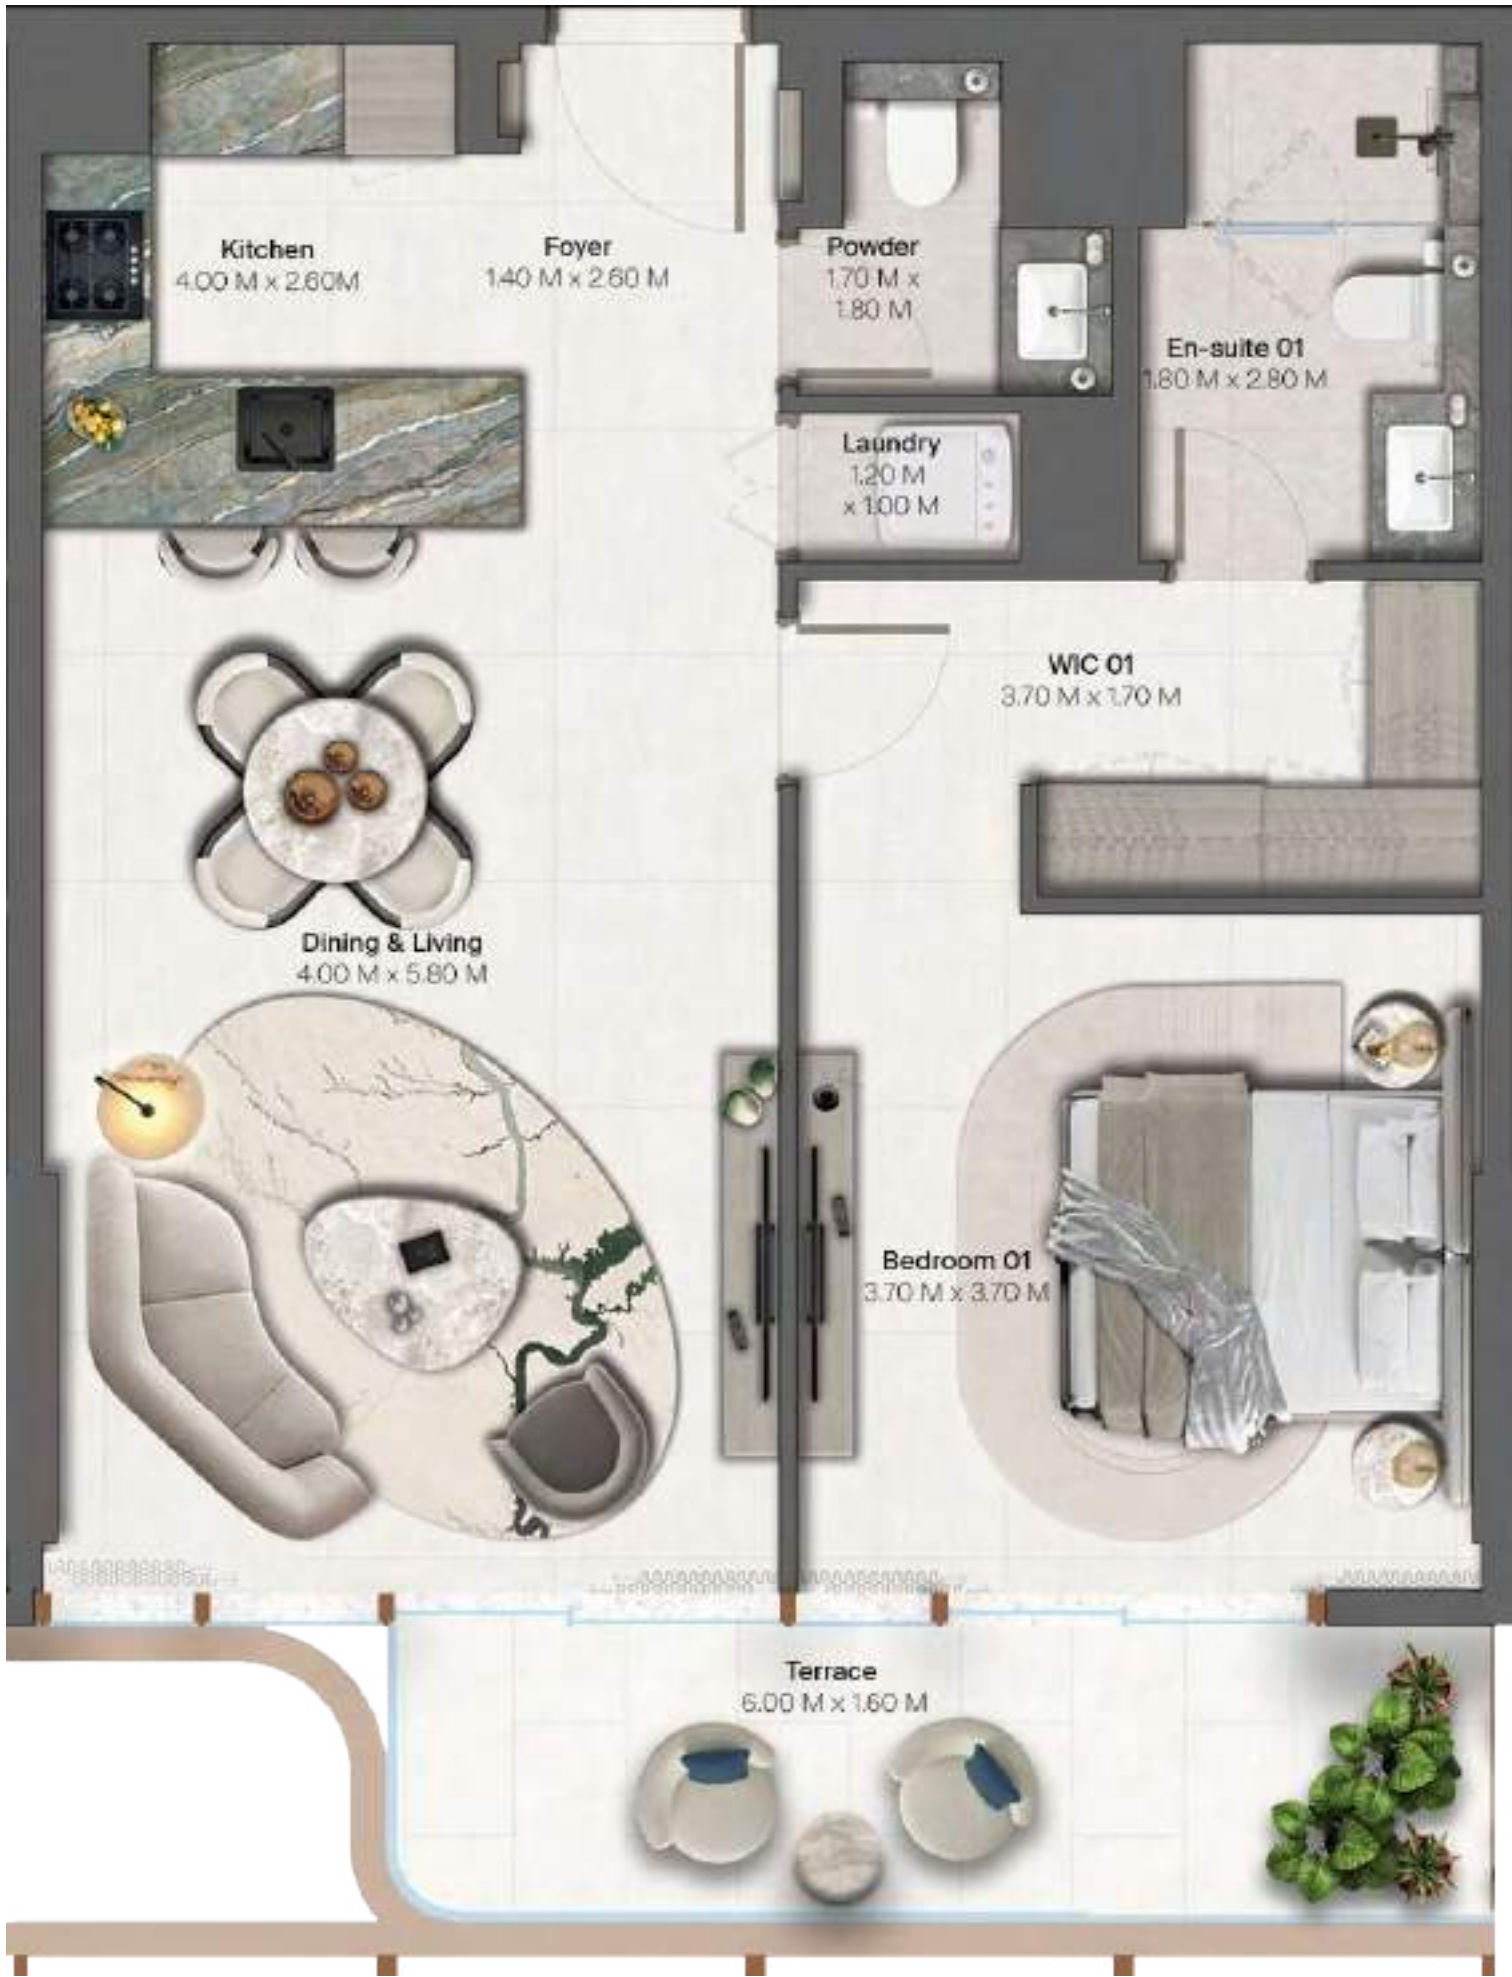 Kitchen
4.00 M x 2.60M
Foyer
1.40 M x 2.60 M
Powder
1.70 M x
1.80 M
En-suite 01
1.80 M x 2.80 M
Laundry
1.20 M
x 1.00 M
WIC 01
3.70 M x 1.70 M
Dining & Living
4.00 M x 5.80 M
Bedroom 01
3.70 M x 3.70 M
Terrace
6.00 M x 1.60 M